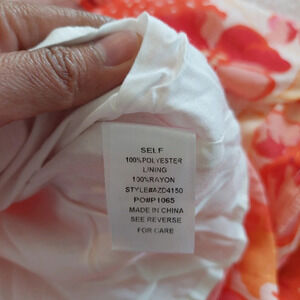 SELF
100%POLYESTER
LINING
100%RAYON
STYLE#AZD4150
PO#P1065
MADE IN CHINA
SEE REVERSE
FOR CARE